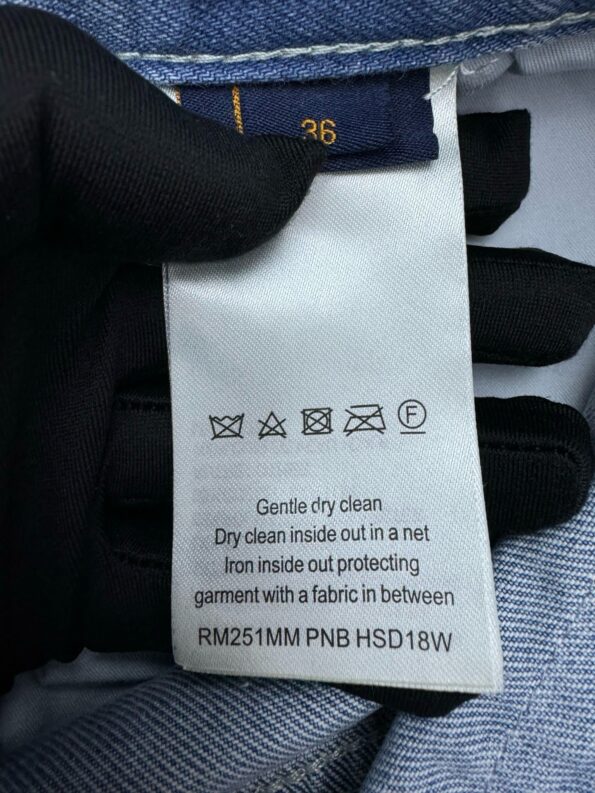 36
F
Gentle dry clean
Dry clean inside out in a net
Iron inside out protecting
garment with a fabric in between
RM251MM PNB HSD18W